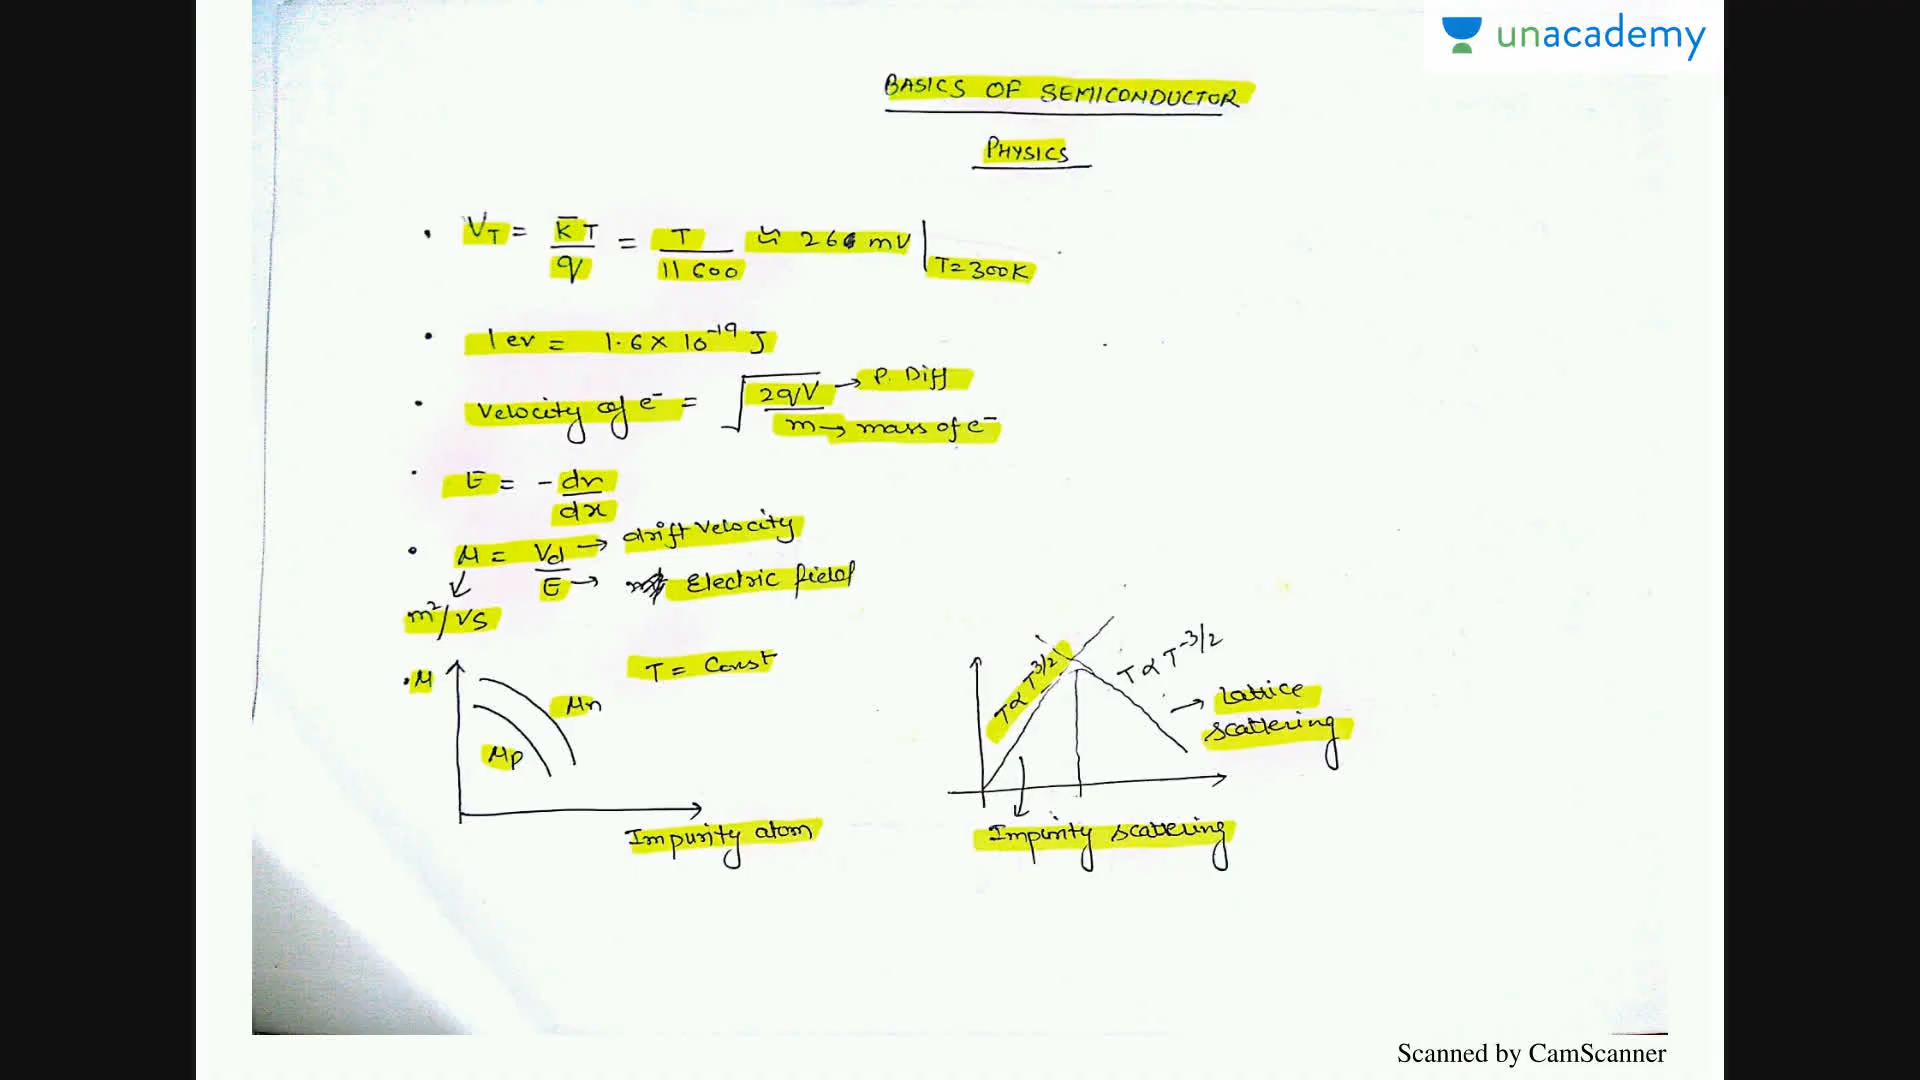 unacademy
BASICS OF SEMICONDUCTOR
PHYSICS
• V_T = K̄T/q = T/11600 ≈ 26 mV | T=300K
• 1 ev = 1.6 × 10⁻¹⁹ J
• Velocity of e⁻ = √(2qV/m) → P. Diff
m → mass of e⁻
• E = - dv/dx
• μ = Vd/E → drift velocity
→ Electric field
m²/VS
• μ
T = Const
μn
μp
Impurity atom
T ∝ T^3/2
T ∝ T^-3/2
→ Lattice scattering
Impurity scattering
Scanned by CamScanner